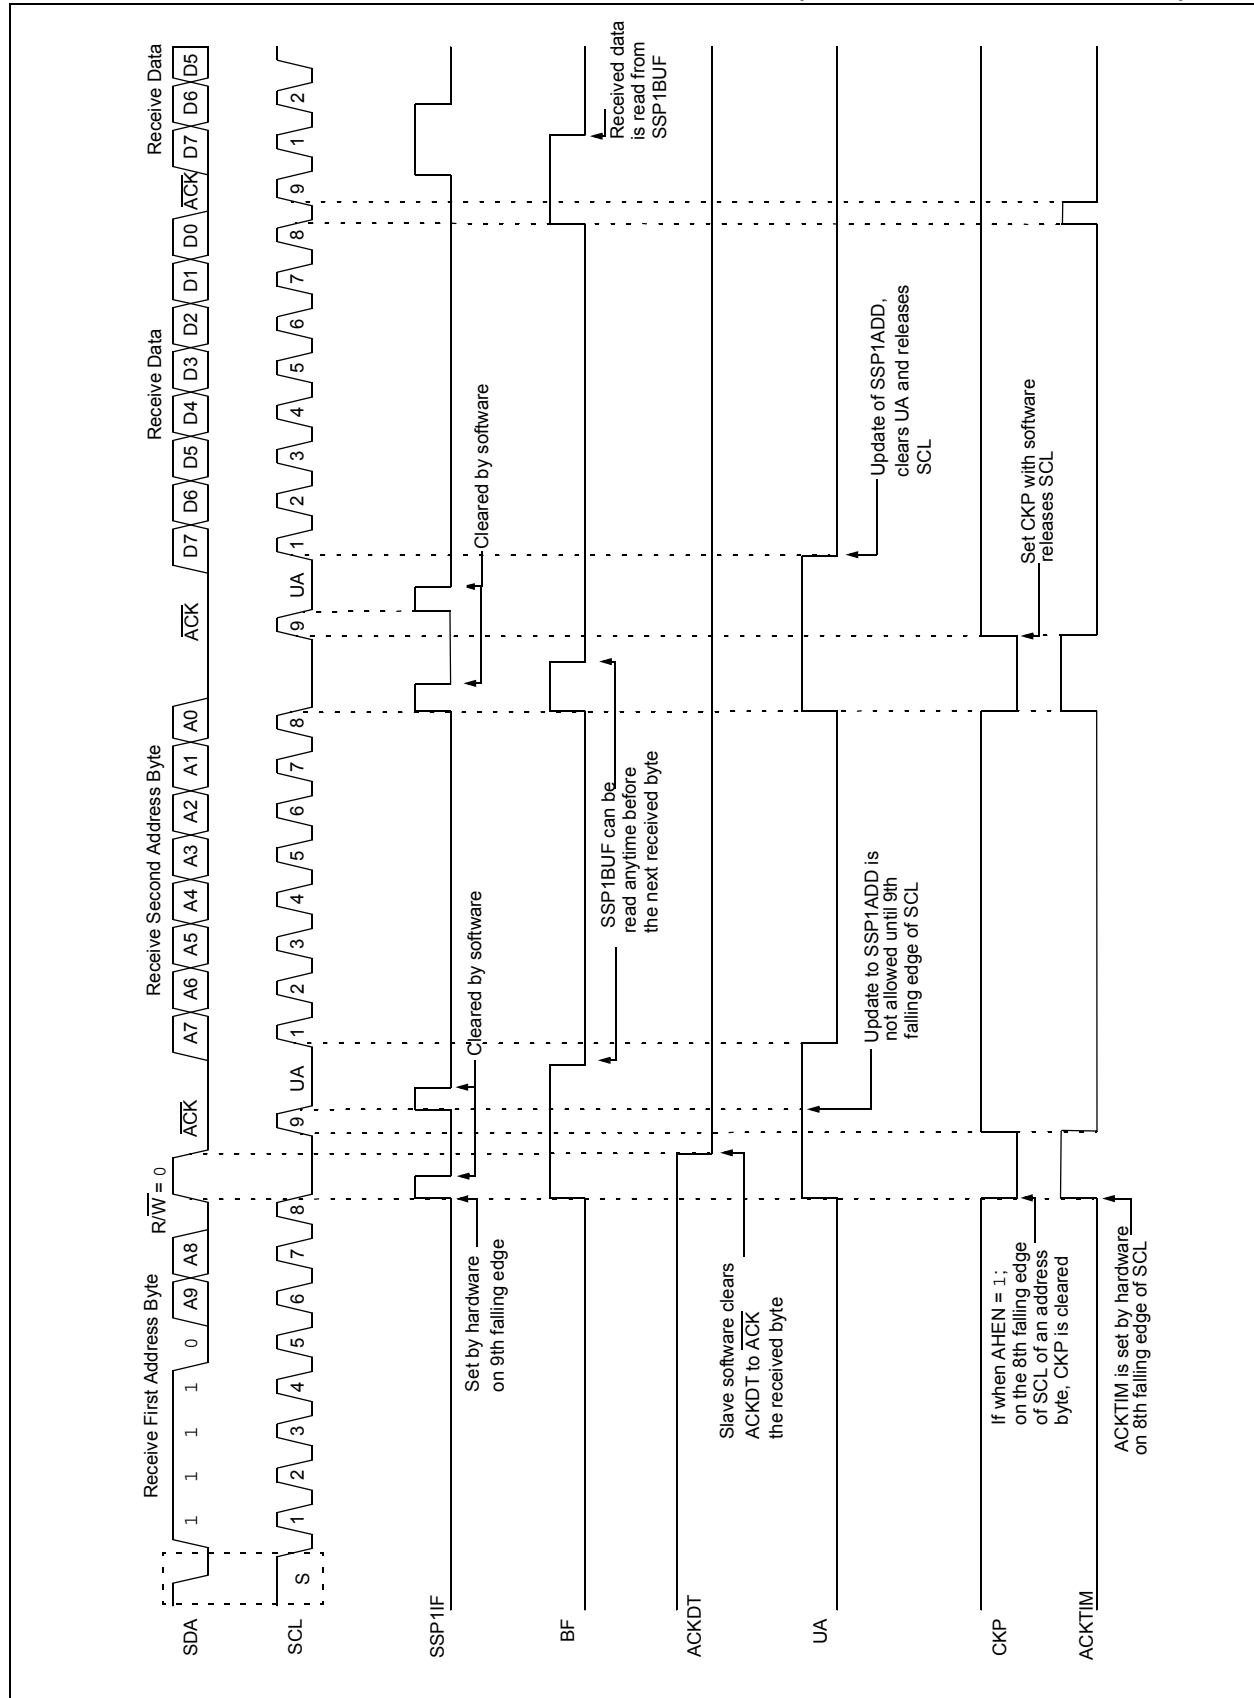 Receive First Address Byte
R/W = 0
Receive Second Address Byte
Receive Data
Receive Data
SDA
1 1 1 1 0 A9 A8
ACK
A7 A6 A5 A4 A3 A2 A1 A0
ACK
D7 D6 D5 D4 D3 D2 D1 D0
ACK
D7 D6 D5
SCL
S
1 2 3 4 5 6 7 8 9 UA
1 2 3 4 5 6 7 8 9 UA
1 2 3 4 5 6 7 8 9
1 2
SSP1IF
Set by hardware
on 9th falling edge
Cleared by software
Cleared by software
BF
SSP1BUF can be
read anytime before
the next received byte
Received data
is read from
SSP1BUF
ACKDT
Slave software clears
ACKDT to ACK
the received byte
UA
Update to SSP1ADD is
not allowed until 9th
falling edge of SCL
Update of SSP1ADD,
clears UA and releases
SCL
CKP
If when AHEN = 1;
on the 8th falling edge
of SCL of an address
byte, CKP is cleared
Set CKP with software
releases SCL
ACKTIM
ACKTIM is set by hardware
on 8th falling edge of SCL